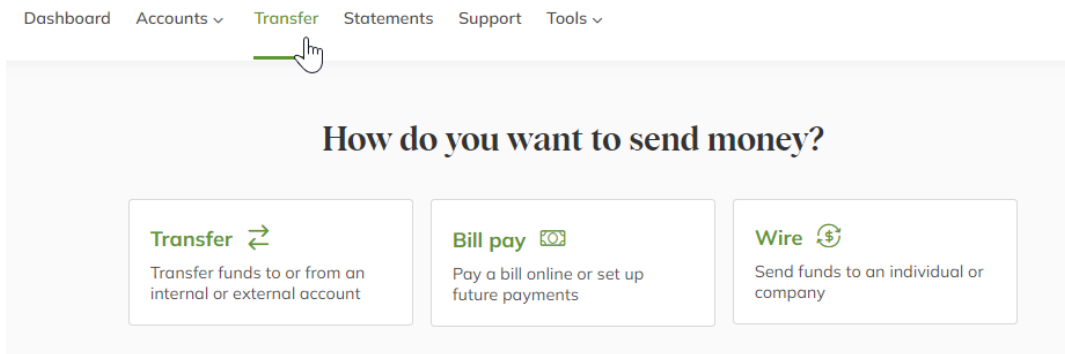 Dashboard Accounts Transfer Statements Support Tools
How do you want to send money?
Transfer
Transfer funds to or from an
internal or external account
Bill pay
Pay a bill online or set up
future payments
Wire
Send funds to an individual or
company